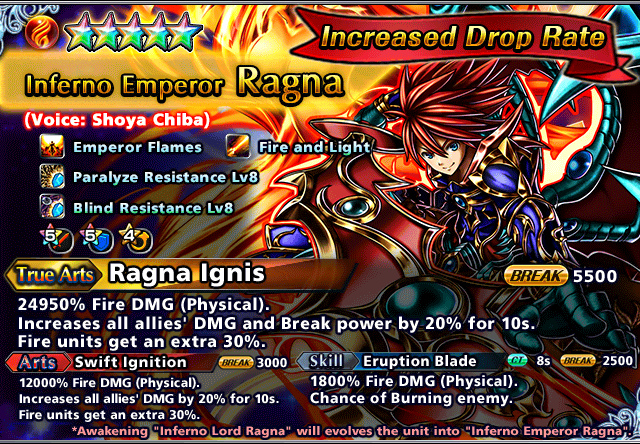 Increased Drop Rate
Inferno Emperor Ragna
(Voice: Shoya Chiba)
Emperor Flames
Fire and Light
Paralyze Resistance Lv8
Blind Resistance Lv8
5 5 4
True Arts Ragna Ignis BREAK 5500
24950% Fire DMG (Physical).
Increases all allies' DMG and Break power by 20% for 10s.
Fire units get an extra 30%.
Arts Swift Ignition BREAK 3000
12000% Fire DMG (Physical).
Increases all allies' DMG by 20% for 10s.
Fire units get an extra 30%.
Skill Eruption Blade CT 8s BREAK 2500
1800% Fire DMG (Physical).
Chance of Burning enemy.
*Awakening "Inferno Lord Ragna" will evolves the unit into "Inferno Emperor Ragna".